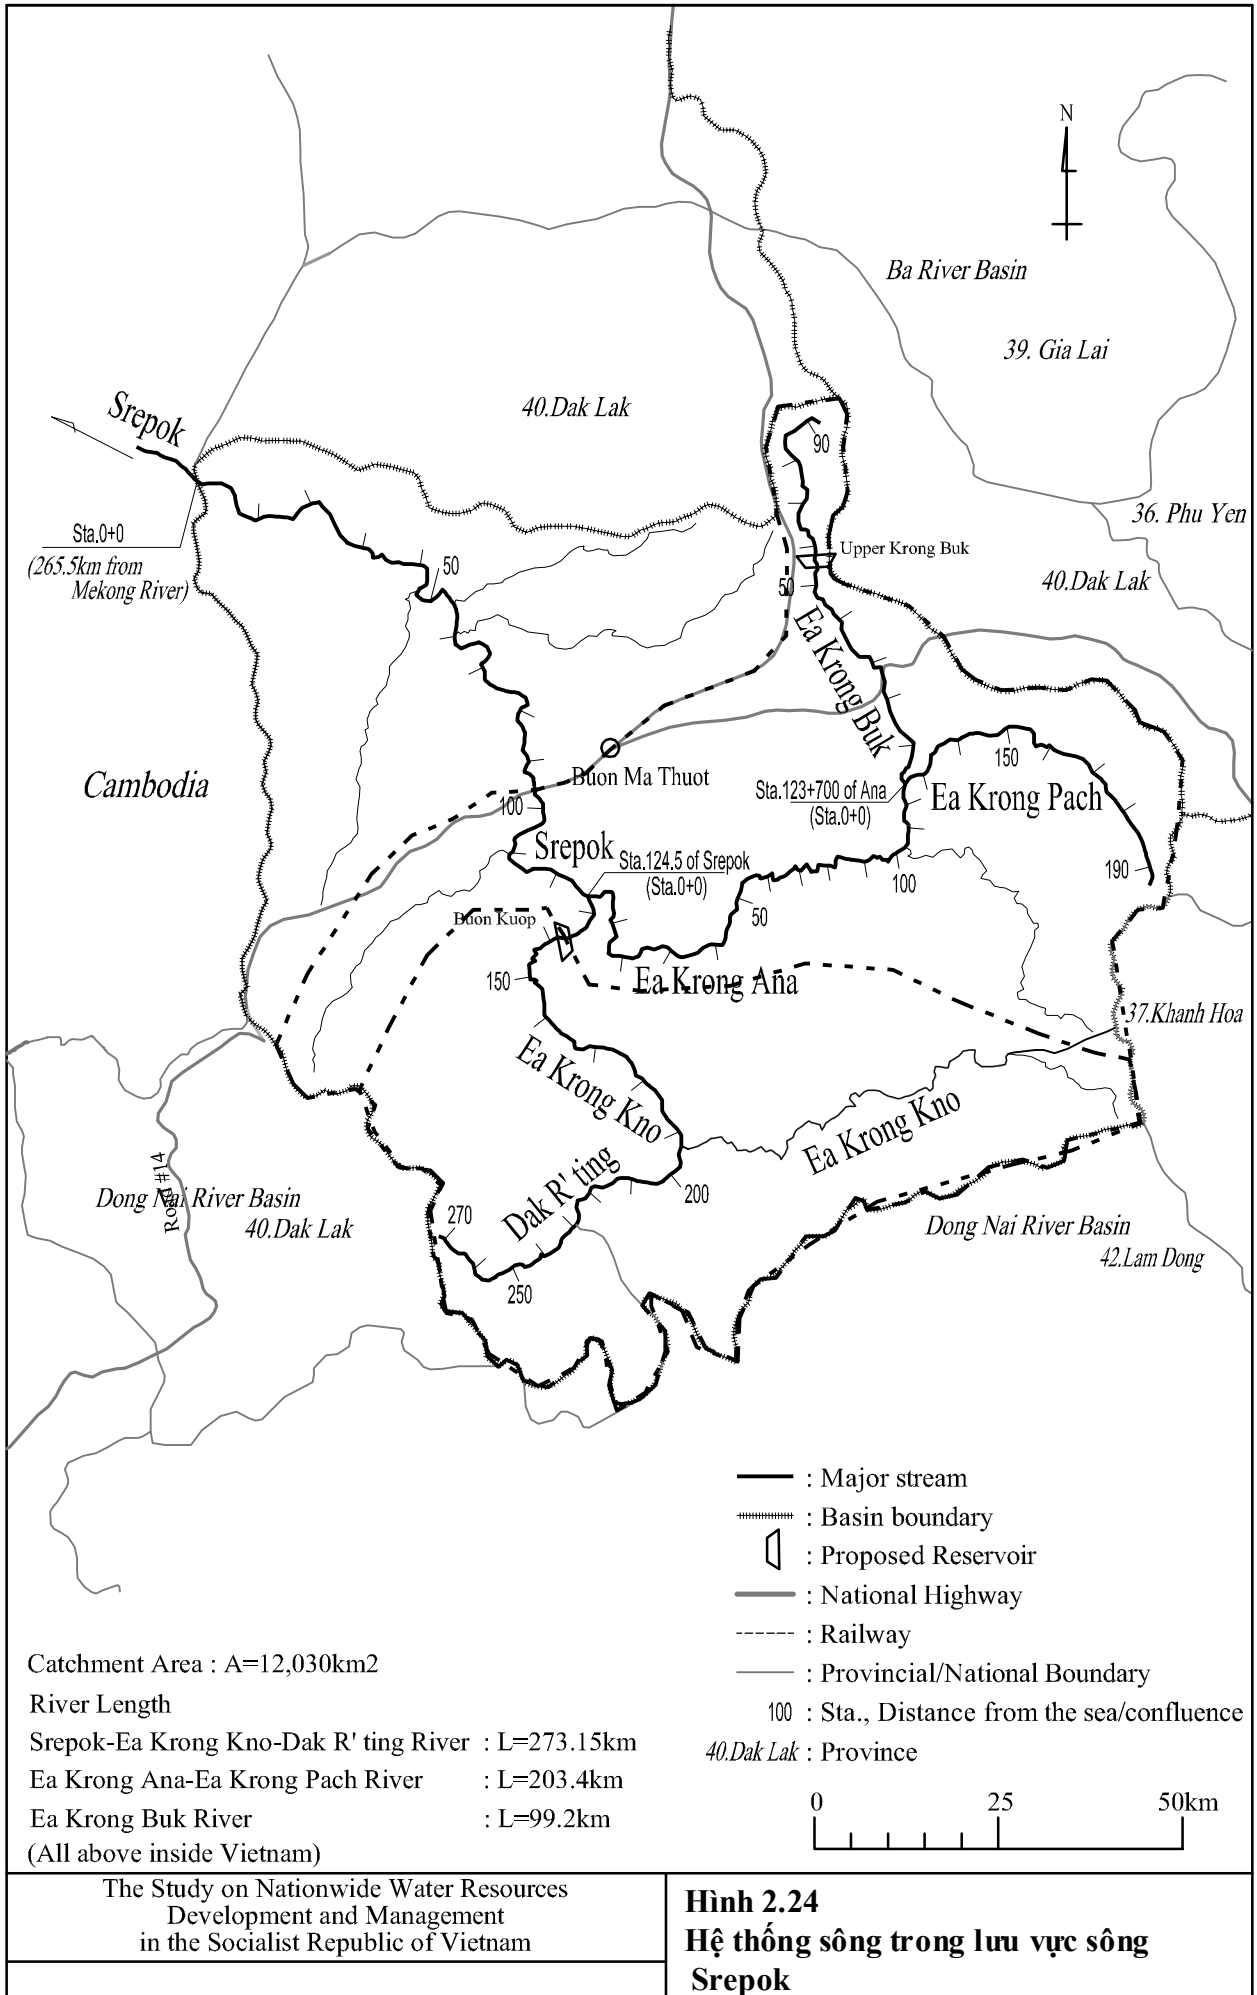 N
Ba River Basin
39. Gia Lai
Srepok
40.Dak Lak
90
36. Phu Yen
Sta.0+0
(265.5km from
Mekong River)
50
Upper Krong Buk
50
40.Dak Lak
Ea Krong Buk
Cambodia
Buon Ma Thuot
150
Sta.123+700 of Ana
(Sta.0+0)
Ea Krong Pach
100
Srepok
Sta.124.5 of Srepok
(Sta.0+0)
190
100
50
Buon Kuop
150
Ea Krong Ana
37.Khanh Hoa
Ea Krong Kno
Ea Krong Kno
Dak R' ting
200
Road #14
Dong Nai River Basin
40.Dak Lak
270
250
Dong Nai River Basin
42.Lam Dong
: Major stream
: Basin boundary
: Proposed Reservoir
: National Highway
: Railway
: Provincial/National Boundary
100 : Sta., Distance from the sea/confluence
40.Dak Lak : Province
0 25 50km
Catchment Area : A=12,030km2
River Length
Srepok-Ea Krong Kno-Dak R' ting River : L=273.15km
Ea Krong Ana-Ea Krong Pach River : L=203.4km
Ea Krong Buk River : L=99.2km
(All above inside Vietnam)
The Study on Nationwide Water Resources
Development and Management
in the Socialist Republic of Vietnam
Hình 2.24
Hệ thống sông trong lưu vực sông
Srepok